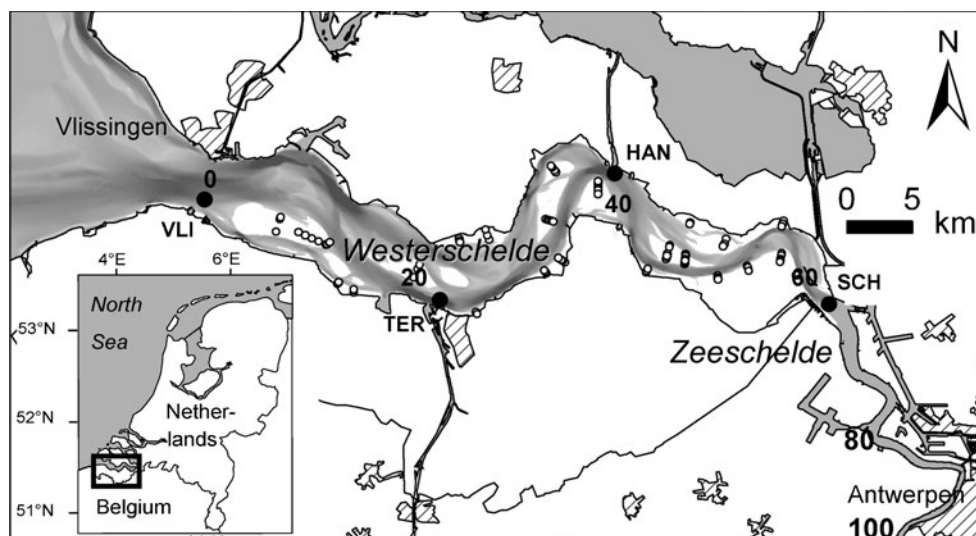 N
Vlissingen
0
HAN
0 5
km
40
VLI
Westerschelde
20
60
SCH
TER
4°E 6°E
North
Sea
53°N
Zeeschelde
Nether-
lands
52°N
80
Belgium
Antwerpen
51°N
100